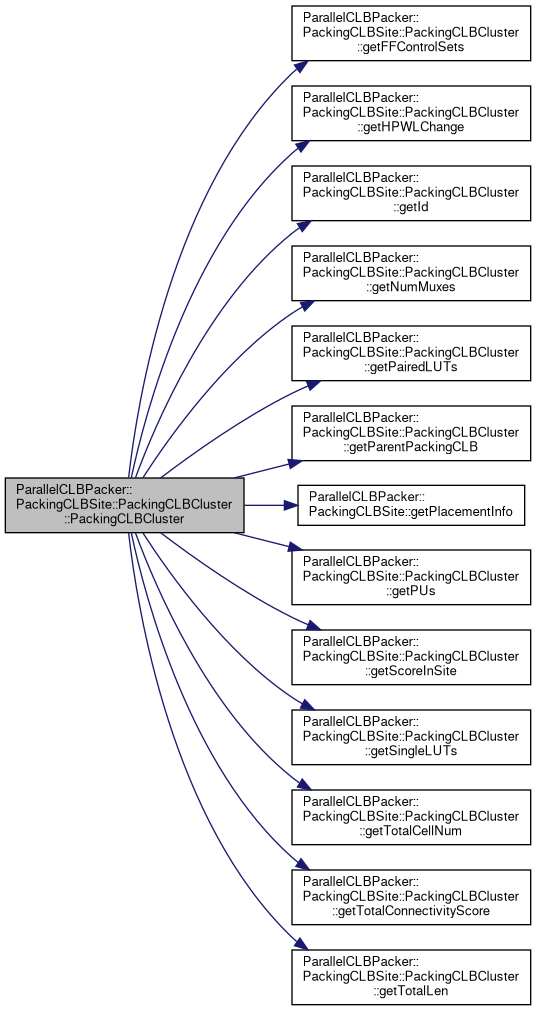 ParallelCLBPacker::
PackingCLBSite::PackingCLBCluster
::PackingCLBCluster
ParallelCLBPacker::
PackingCLBSite::PackingCLBCluster
::getFFControlSets
ParallelCLBPacker::
PackingCLBSite::PackingCLBCluster
::getHPWLChange
ParallelCLBPacker::
PackingCLBSite::PackingCLBCluster
::getId
ParallelCLBPacker::
PackingCLBSite::PackingCLBCluster
::getNumMuxes
ParallelCLBPacker::
PackingCLBSite::PackingCLBCluster
::getPairedLUTs
ParallelCLBPacker::
PackingCLBSite::PackingCLBCluster
::getParentPackingCLB
ParallelCLBPacker::
PackingCLBSite::getPlacementInfo
ParallelCLBPacker::
PackingCLBSite::PackingCLBCluster
::getPUs
ParallelCLBPacker::
PackingCLBSite::PackingCLBCluster
::getScoreInSite
ParallelCLBPacker::
PackingCLBSite::PackingCLBCluster
::getSingleLUTs
ParallelCLBPacker::
PackingCLBSite::PackingCLBCluster
::getTotalCellNum
ParallelCLBPacker::
PackingCLBSite::PackingCLBCluster
::getTotalConnectivityScore
ParallelCLBPacker::
PackingCLBSite::PackingCLBCluster
::getTotalLen